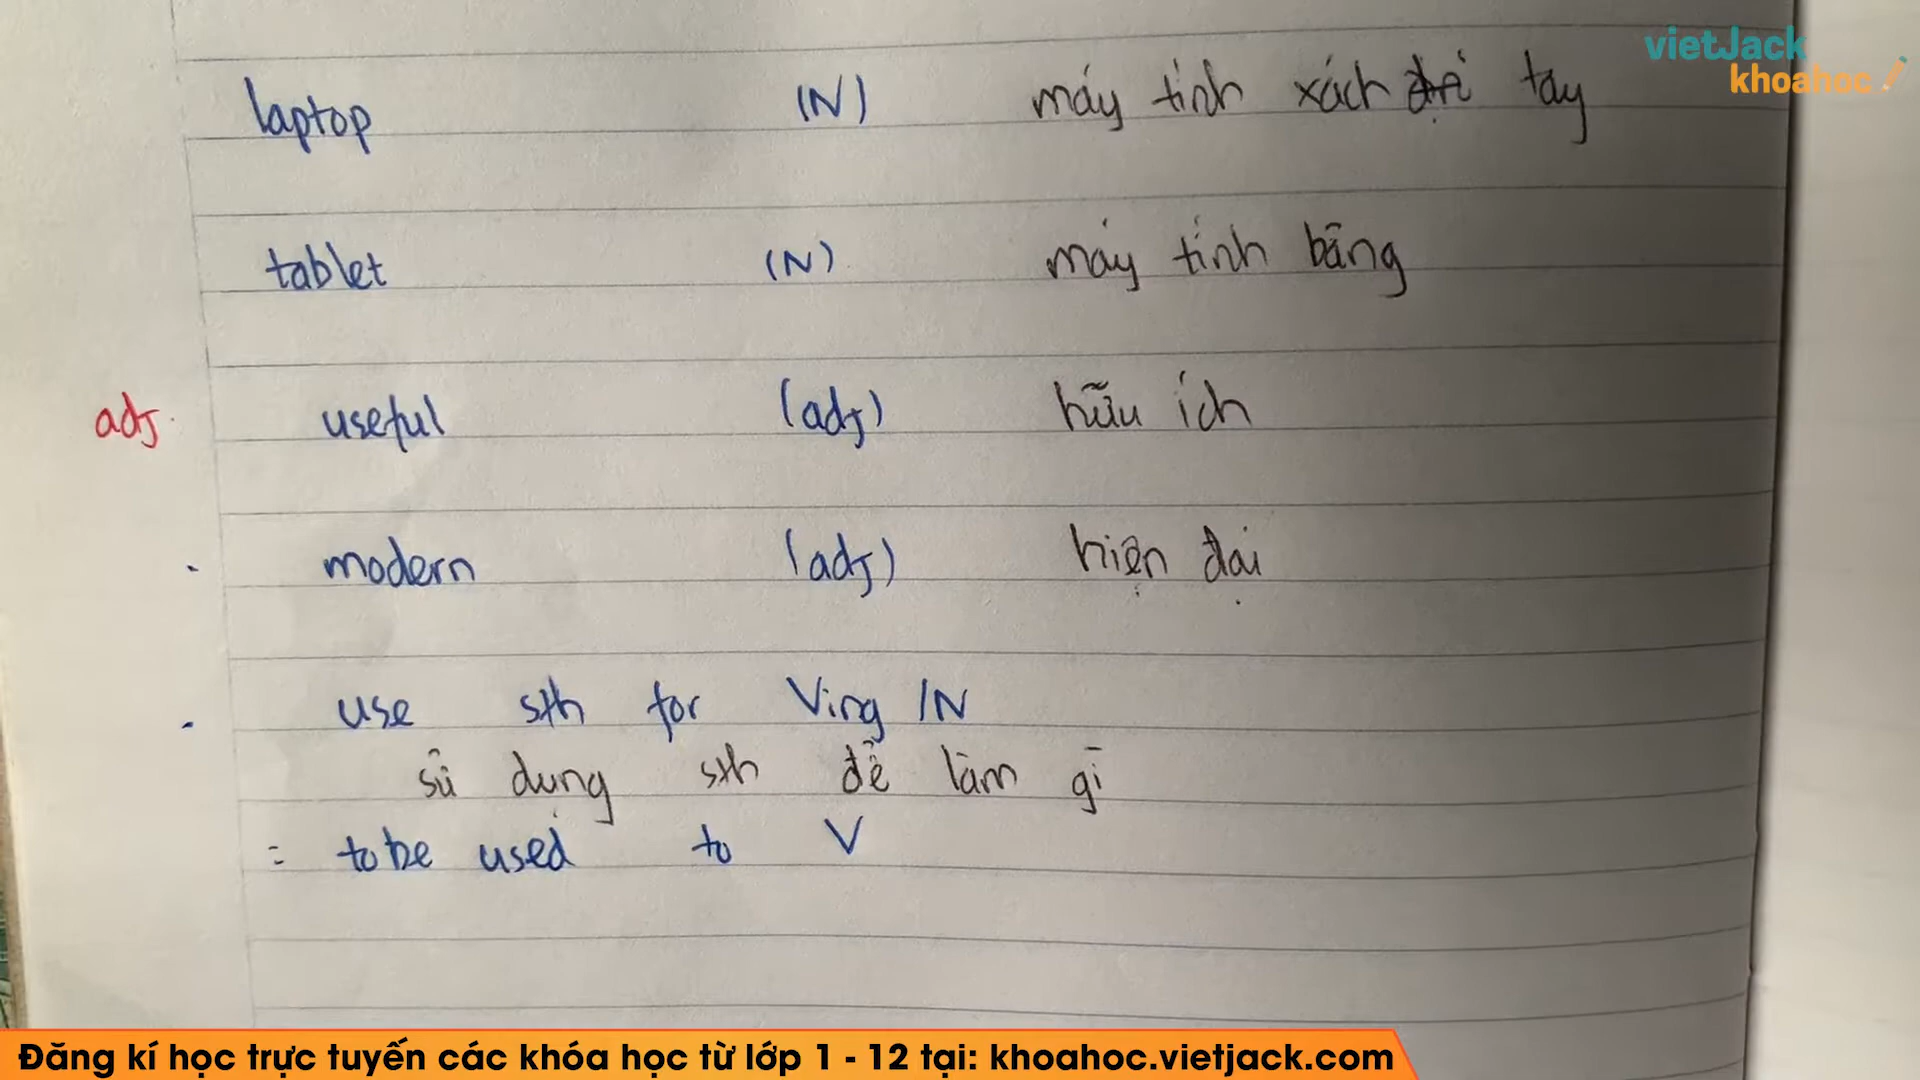 vietJack
khoahoc
laptop (N) máy tính xách tay
tablet (N) máy tính bảng
adj. useful (adj) hữu ích
- modern (adj) hiện đại
- use sth for Ving /N
sử dụng sth để làm gì
= to be used to V
Đăng kí học trực tuyến các khóa học từ lớp 1 - 12 tại: khoahoc.vietjack.com